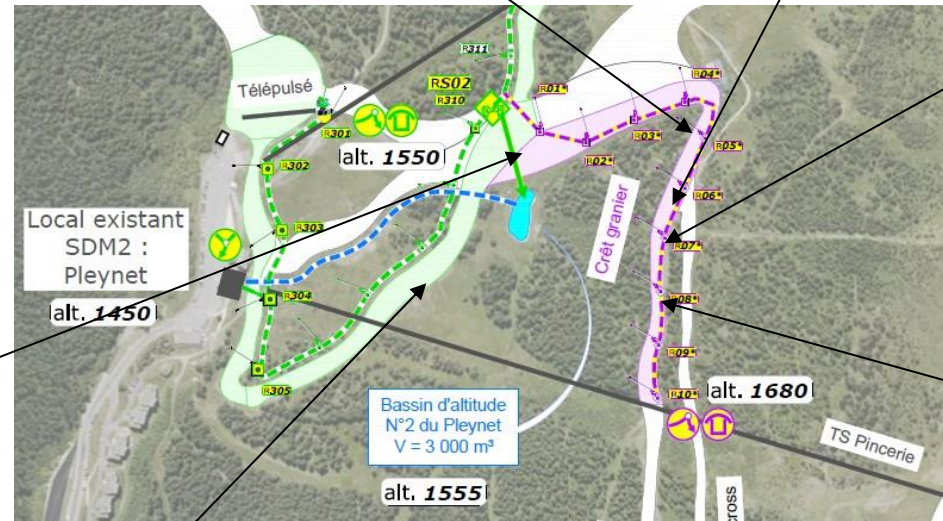 R311
RS02
R310
R01*
R04*
Télépulsé
R301
alt. 1550
R03*
R02*
R05*
R302
R06*
Local existant
SDM2 :
Pleynet
alt. 1450
R303
Crêt granier
R07*
R304
R08*
R09*
R305
R10*
alt. 1680
Bassin d'altitude
N°2 du Pleynet
V = 3 000 m³
alt. 1555
TS Pincerie
cross